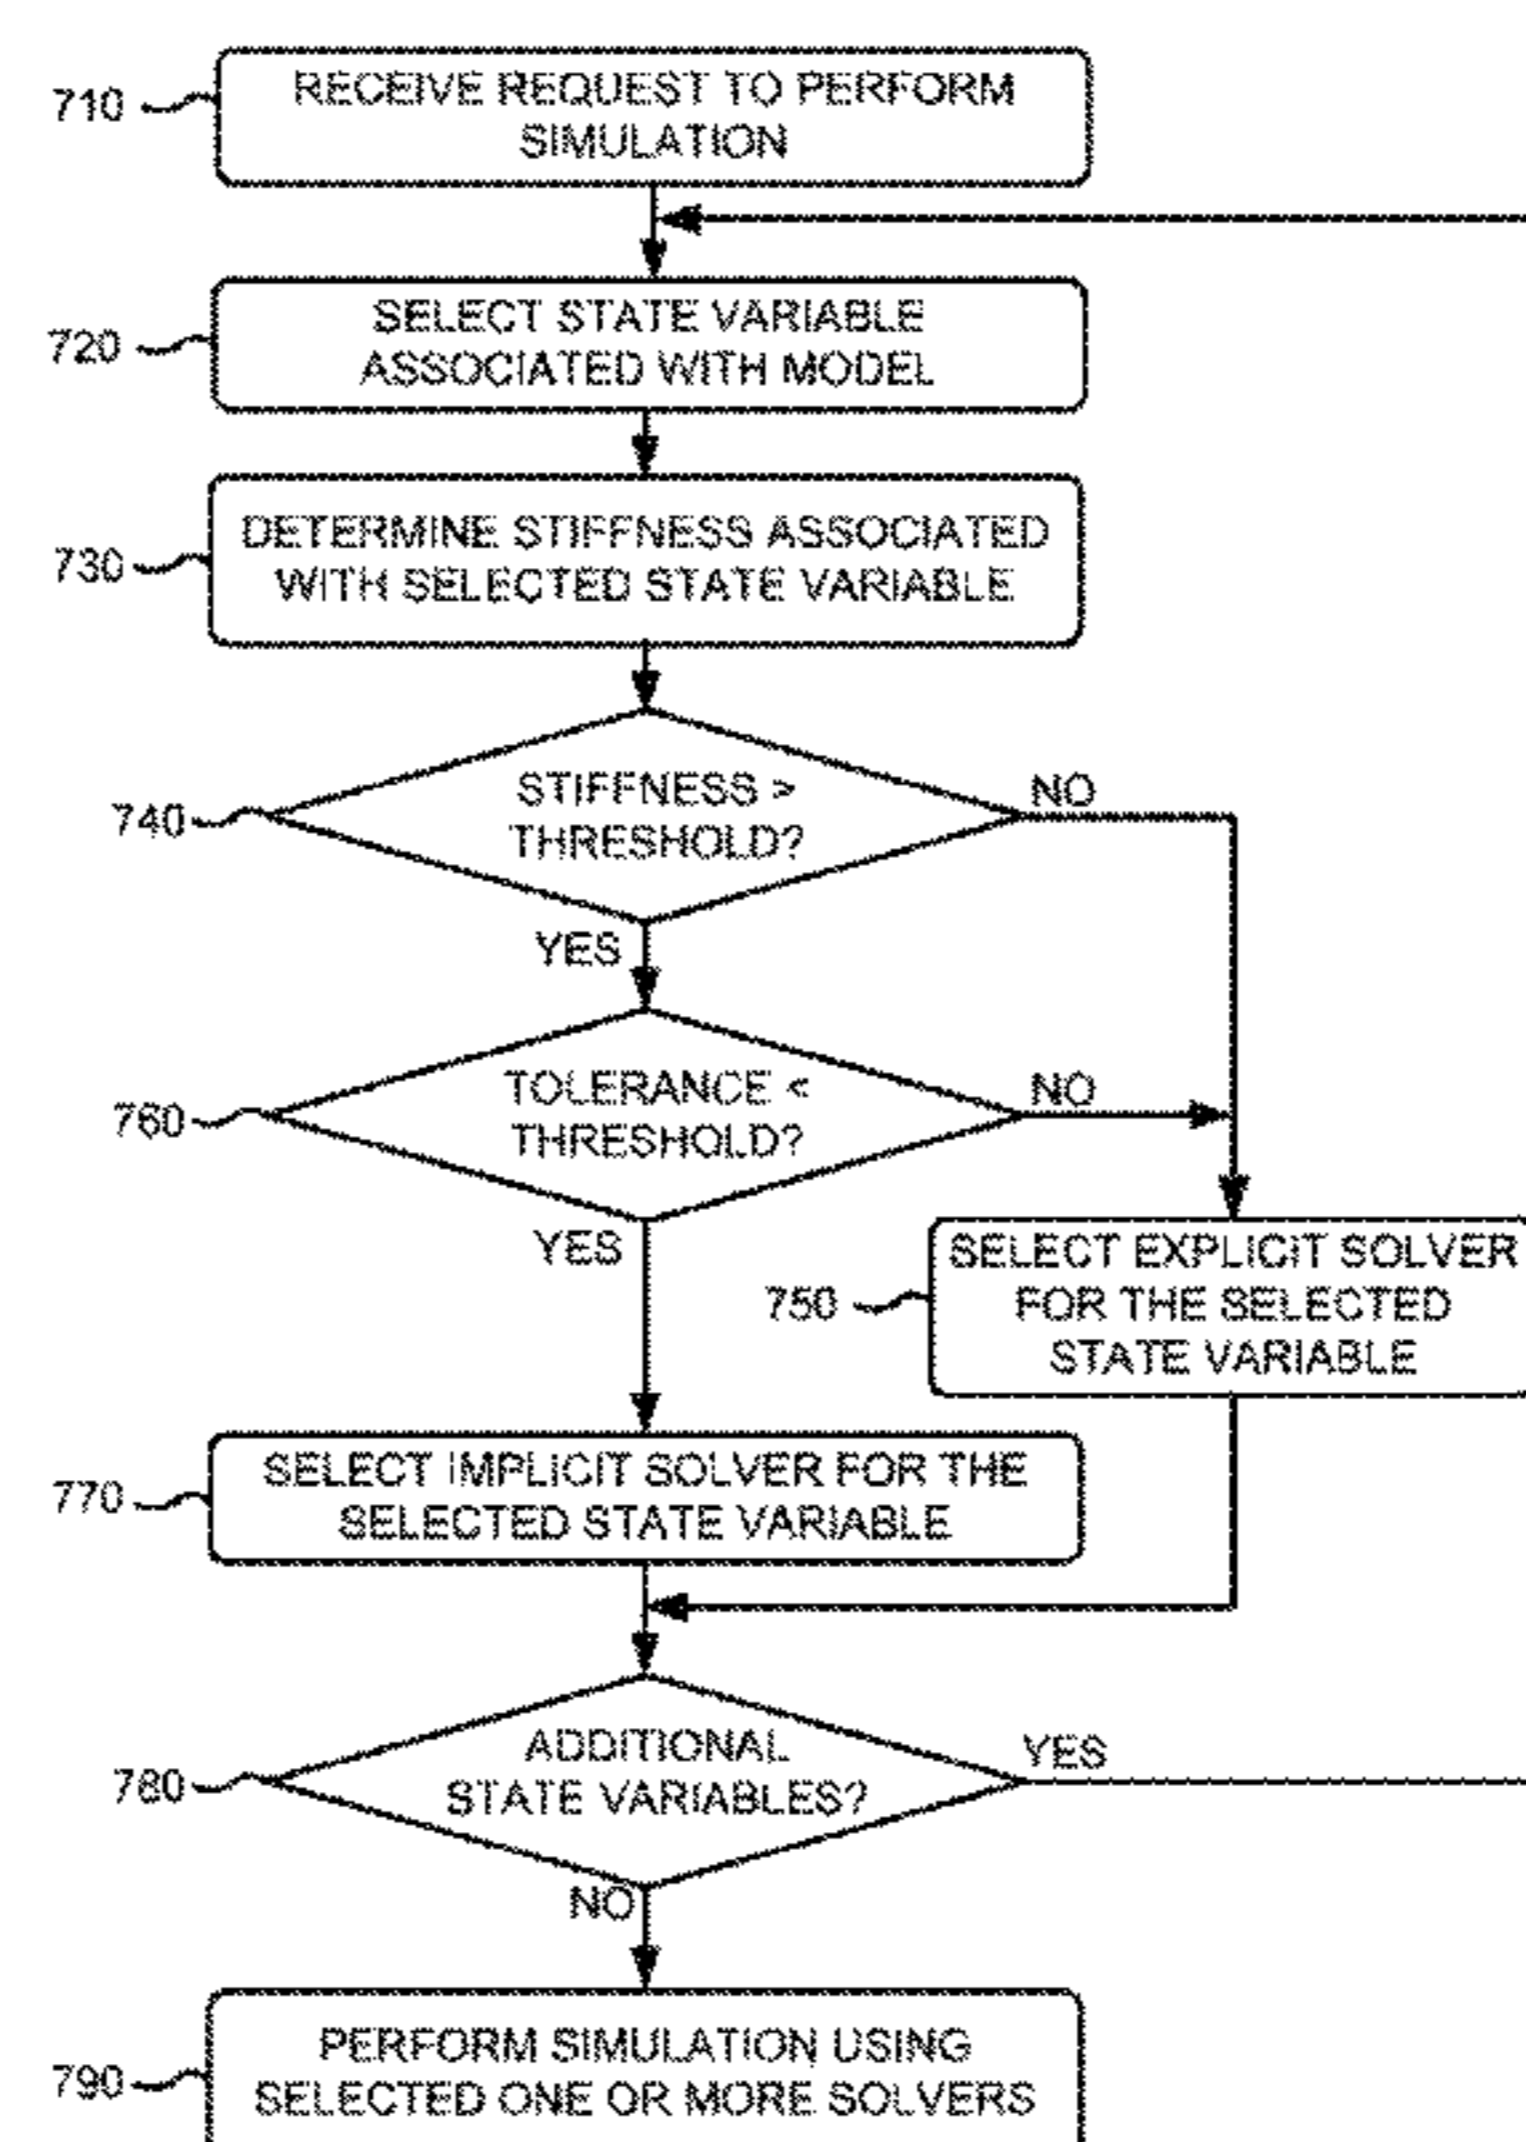 710
RECEIVE REQUEST TO PERFORM
SIMULATION
720
SELECT STATE VARIABLE
ASSOCIATED WITH MODEL
730
DETERMINE STIFFNESS ASSOCIATED
WITH SELECTED STATE VARIABLE
740
STIFFNESS >
THRESHOLD?
NO
YES
760
TOLERANCE <
THRESHOLD?
NO
YES
750
SELECT EXPLICIT SOLVER
FOR THE SELECTED
STATE VARIABLE
770
SELECT IMPLICIT SOLVER FOR THE
SELECTED STATE VARIABLE
780
ADDITIONAL
STATE VARIABLES?
YES
NO
790
PERFORM SIMULATION USING
SELECTED ONE OR MORE SOLVERS